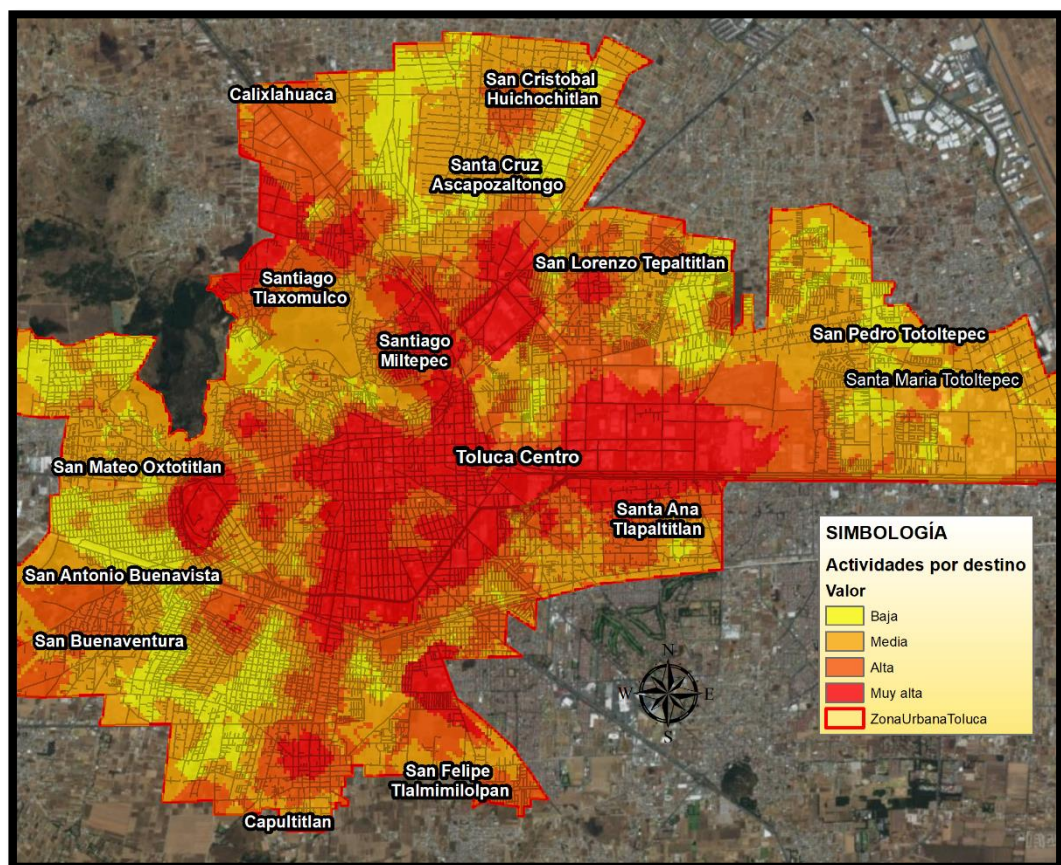 Calixlahuaca
San Cristobal
Huichochitlan
Santa Cruz
Ascapozaltongo
San Lorenzo Tepaltitlan
Santiago
Tlaxomulco
Santiago
Miltepec
San Pedro Totoltepec
Santa Maria Totoltepec
San Mateo Oxtotitlan
Toluca Centro
Santa Ana
Tlapaltitlan
San Antonio Buenavista
San Buenaventura
San Felipe
Tlalmimilolpan
Capultitlan
N
W
E
S
SIMBOLOGÍA
Actividades por destino
Valor
Baja
Media
Alta
Muy alta
ZonaUrbanaToluca